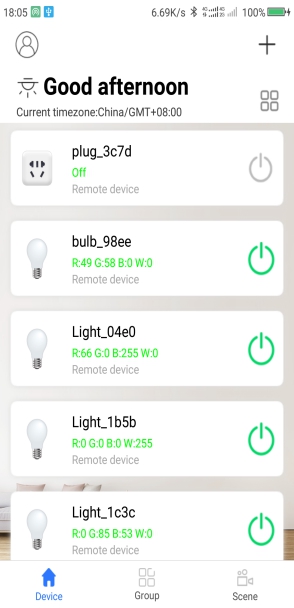 18:05 6.69K/s 100%
Good afternoon
Current timezone:China/GMT+08:00
plug_3c7d
Off
Remote device
bulb_98ee
R:49 G:58 B:0 W:0
Remote device
Light_04e0
R:66 G:0 B:255 W:0
Remote device
Light_1b5b
R:0 G:0 B:0 W:255
Remote device
Light_1c3c
R:0 G:85 B:53 W:0
Remote device
Device Group Scene